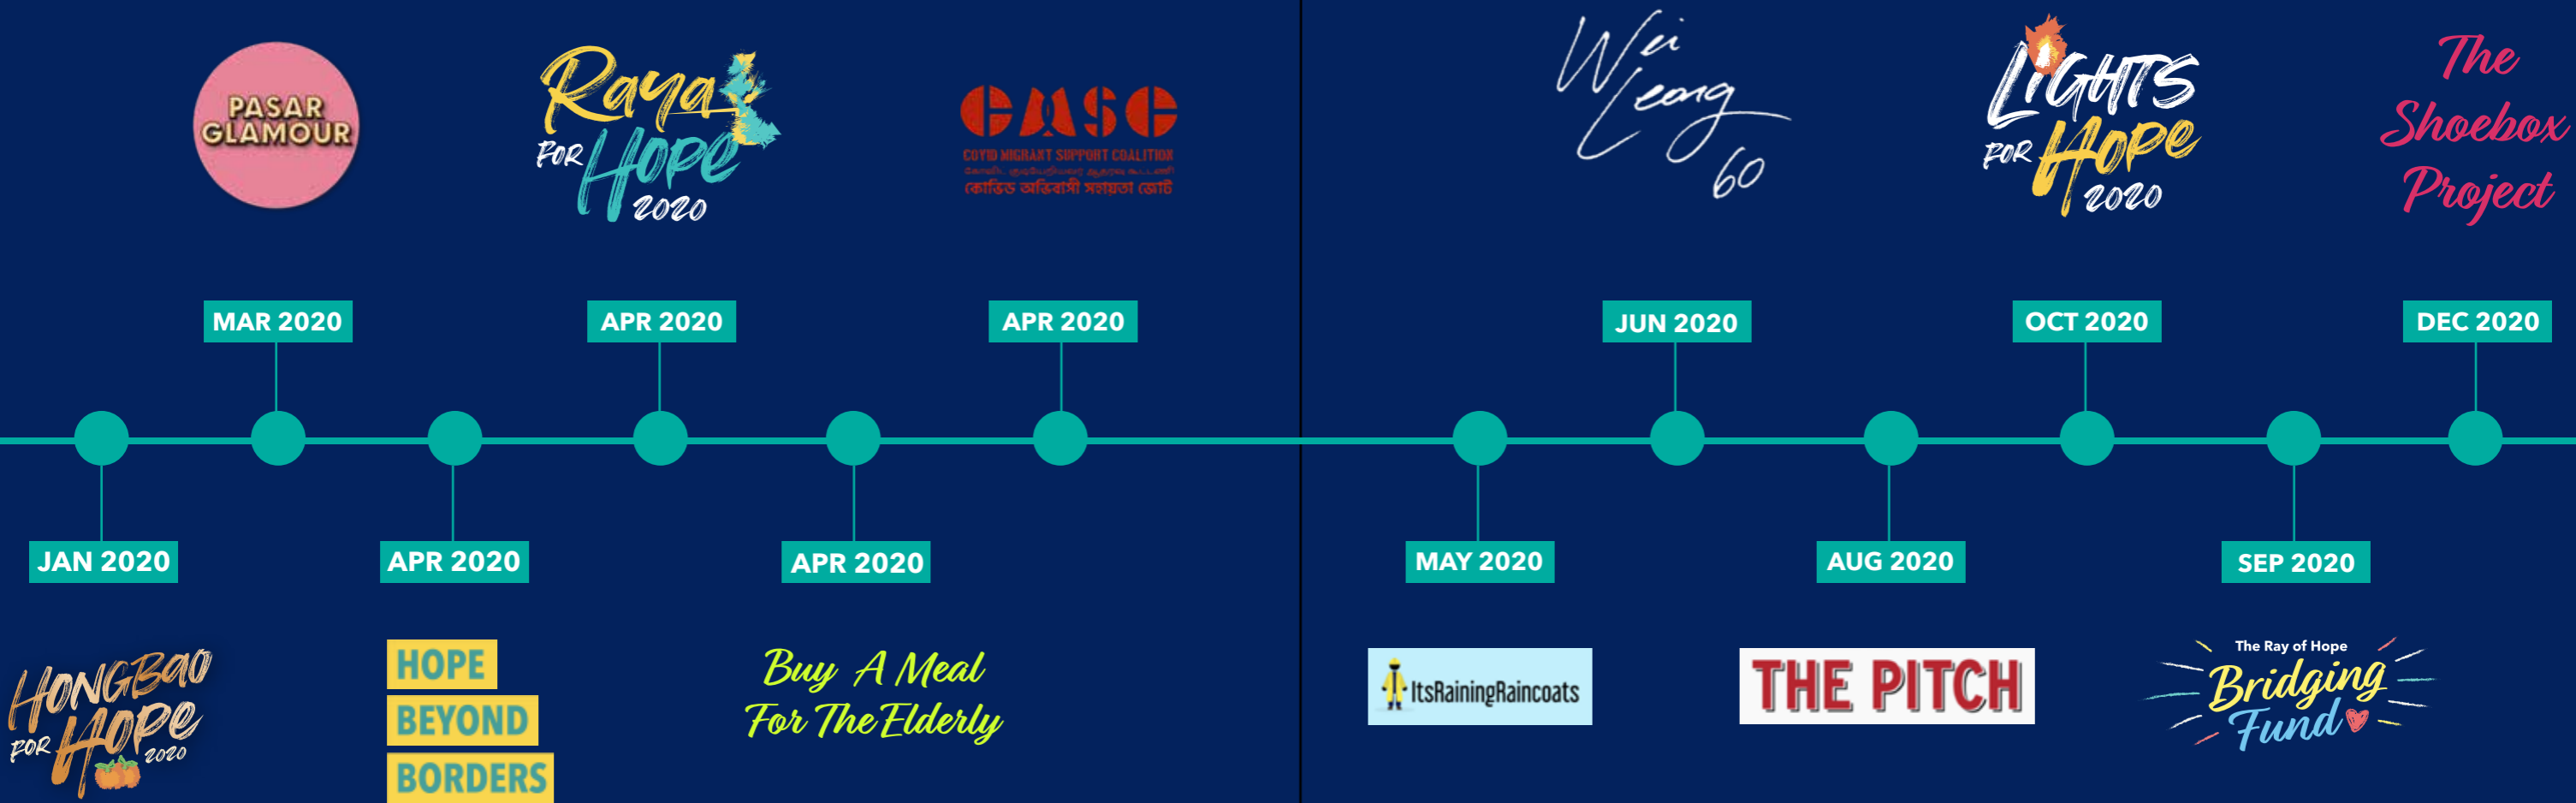 PASAR
GLAMOUR
Raya
FOR HOPE
2020
CMSC
COVID MIGRANT SUPPORT COALITION
কোভিড অভিবাসী সহায়তা জোট
Wei
Leong
60
LiGHTS
FOR HOPE
2020
The
Shoebox
Project
MAR 2020
APR 2020
APR 2020
JUN 2020
OCT 2020
DEC 2020
JAN 2020
APR 2020
APR 2020
MAY 2020
AUG 2020
SEP 2020
HONGBAO
FOR HOPE
2020
HOPE
BEYOND
BORDERS
Buy A Meal
For The Elderly
ItsRainingRaincoats
THE PITCH
The Ray of Hope
Bridging
Fund